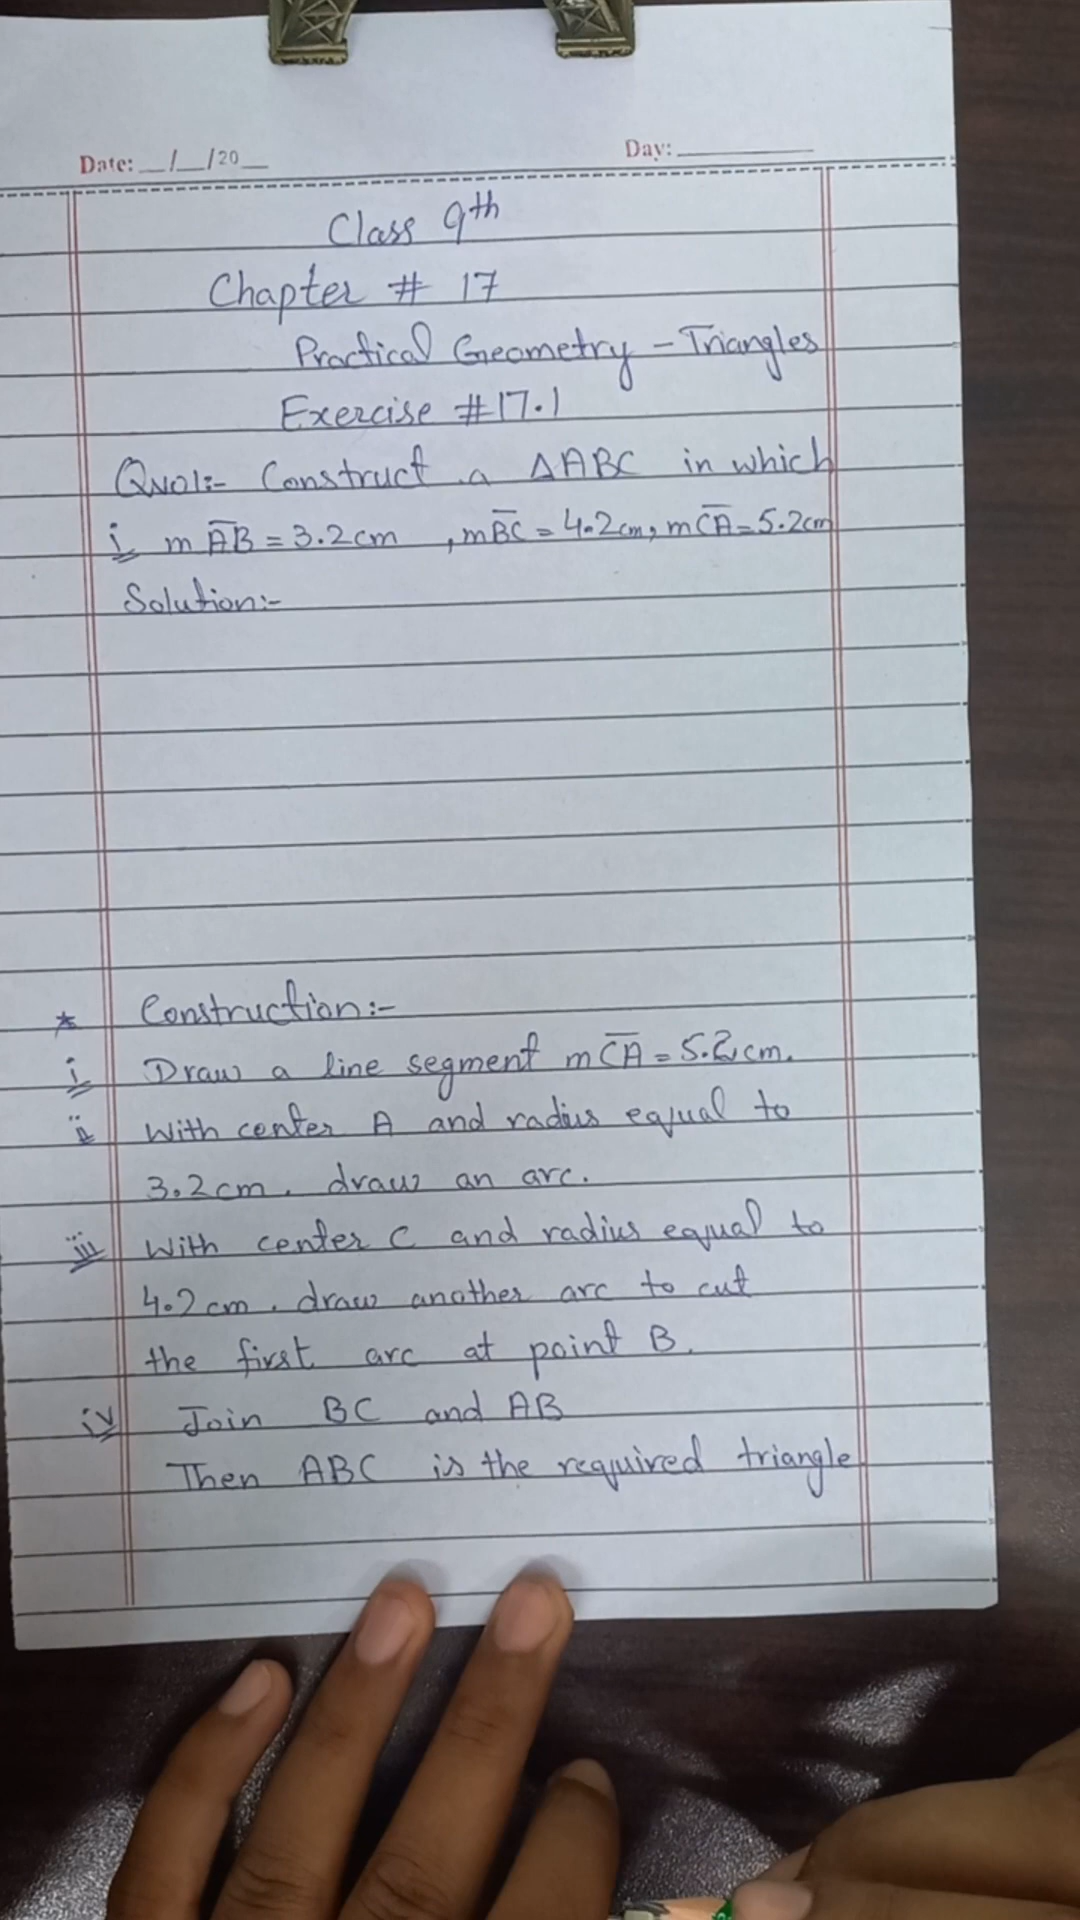 Date: __/__/20__ Day: ________
Class 9th
Chapter # 17
Practical Geometry - Triangles
Exercise #17.1
QNo1:- Construct a ΔABC in which
i, m A̅B̅ = 3.2cm , mB̅C̅ = 4.2cm, mC̅A̅=5.2cm
Solution:-
* Construction:-
i Draw a line segment mC̅A̅ = 5.2cm.
ii With center A and radius equal to
3.2cm. draw an arc.
iii With center C and radius equal to
4.2cm. draw another arc to cut
the first arc at point B.
iv Join BC and AB
Then ABC is the required triangle